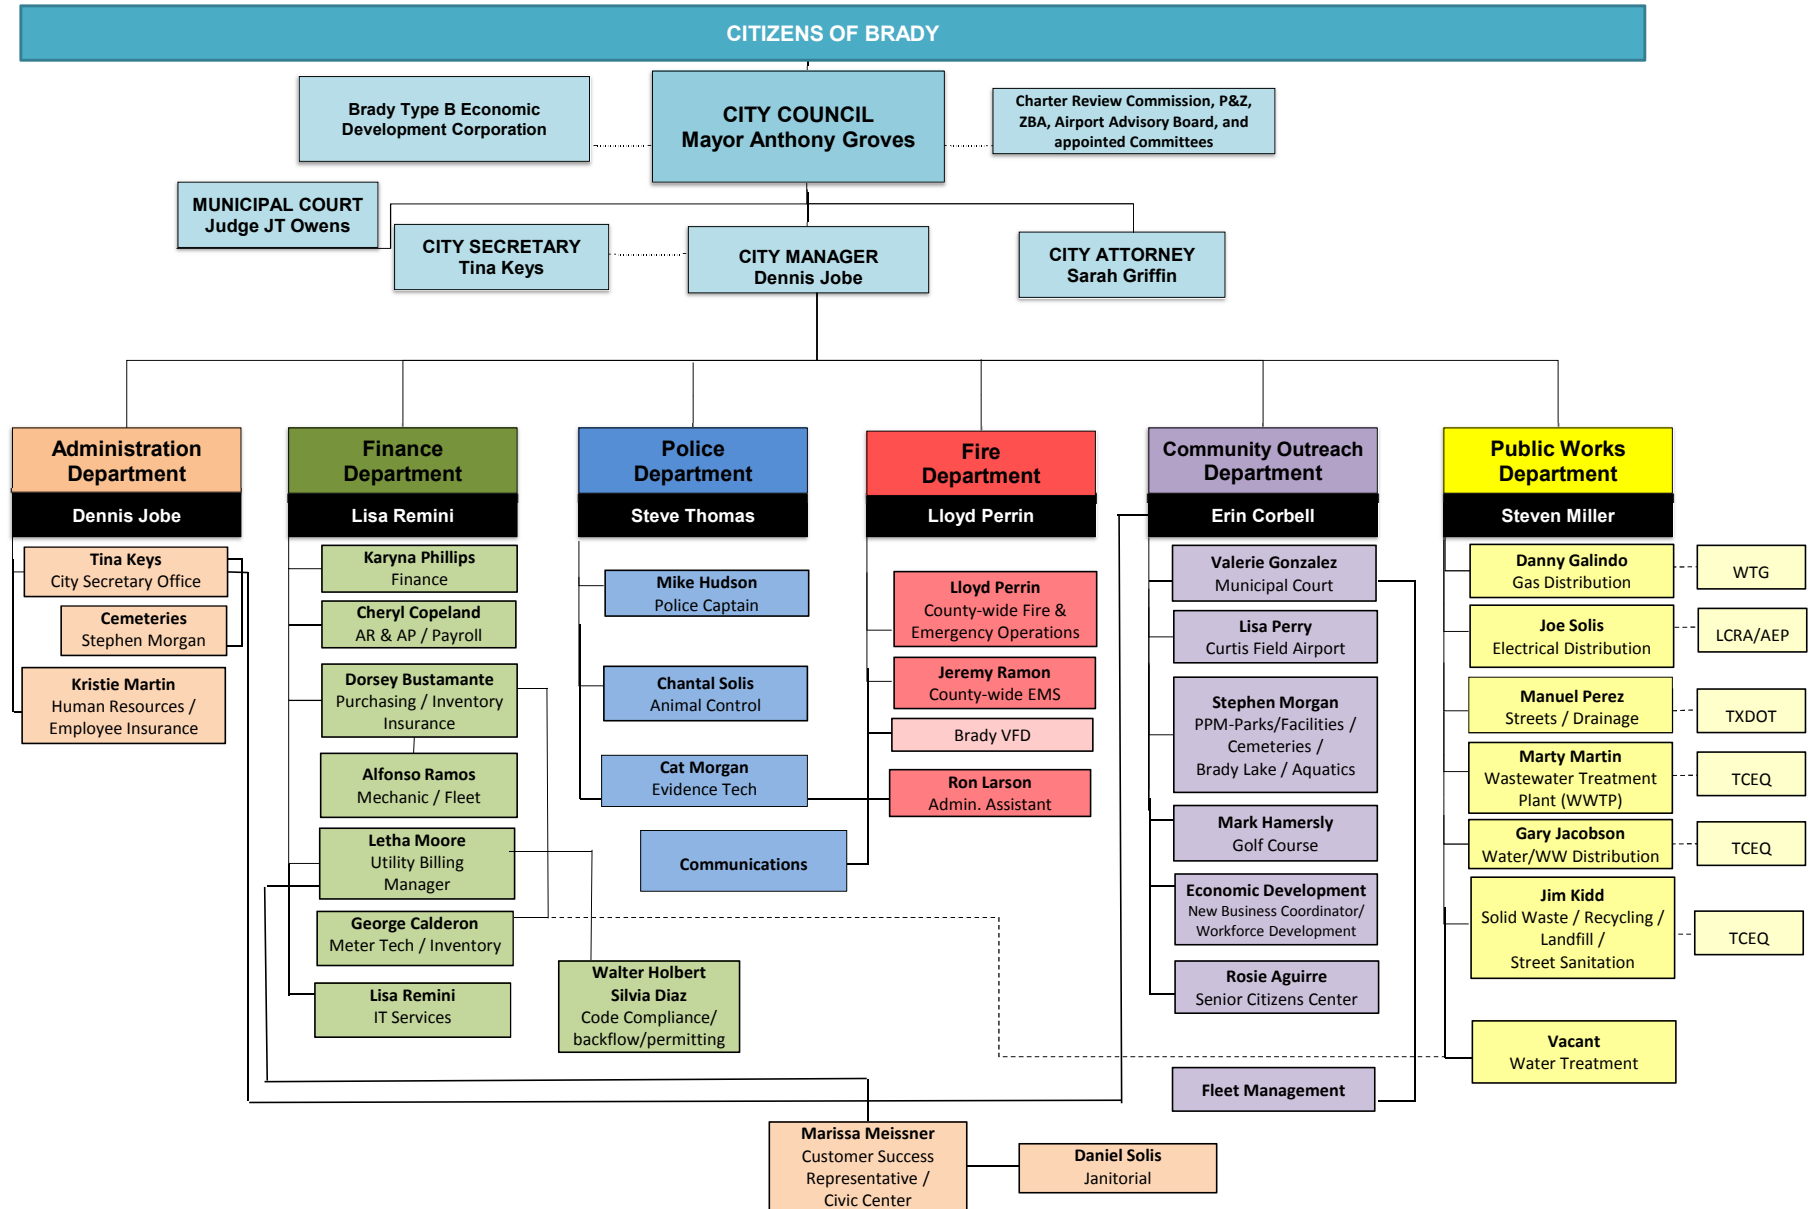 CITIZENS OF BRADY
Brady Type B Economic
Development Corporation
CITY COUNCIL
Mayor Anthony Groves
Charter Review Commission, P&Z,
ZBA, Airport Advisory Board, and
appointed Committees
MUNICIPAL COURT
Judge JT Owens
CITY SECRETARY
Tina Keys
CITY MANAGER
Dennis Jobe
CITY ATTORNEY
Sarah Griffin
Administration
Department
Dennis Jobe
Tina Keys
City Secretary Office
Cemeteries
Stephen Morgan
Kristie Martin
Human Resources /
Employee Insurance
Finance
Department
Lisa Remini
Karyna Phillips
Finance
Cheryl Copeland
AR & AP / Payroll
Dorsey Bustamante
Purchasing / Inventory
Insurance
Alfonso Ramos
Mechanic / Fleet
Letha Moore
Utility Billing
Manager
George Calderon
Meter Tech / Inventory
Lisa Remini
IT Services
Walter Holbert
Silvia Diaz
Code Compliance/
backflow/permitting
Police
Department
Steve Thomas
Mike Hudson
Police Captain
Chantal Solis
Animal Control
Cat Morgan
Evidence Tech
Communications
Fire
Department
Lloyd Perrin
Lloyd Perrin
County-wide Fire &
Emergency Operations
Jeremy Ramon
County-wide EMS
Brady VFD
Ron Larson
Admin. Assistant
Community Outreach
Department
Erin Corbell
Valerie Gonzalez
Municipal Court
Lisa Perry
Curtis Field Airport
Stephen Morgan
PPM-Parks/Facilities /
Cemeteries /
Brady Lake / Aquatics
Mark Hamersly
Golf Course
Economic Development
New Business Coordinator/
Workforce Development
Rosie Aguirre
Senior Citizens Center
Fleet Management
Public Works
Department
Steven Miller
Danny Galindo
Gas Distribution
WTG
Joe Solis
Electrical Distribution
LCRA/AEP
Manuel Perez
Streets / Drainage
TXDOT
Marty Martin
Wastewater Treatment
Plant (WWTP)
TCEQ
Gary Jacobson
Water/WW Distribution
TCEQ
Jim Kidd
Solid Waste / Recycling /
Landfill /
Street Sanitation
TCEQ
Vacant
Water Treatment
Marissa Meissner
Customer Success
Representative /
Civic Center
Daniel Solis
Janitorial